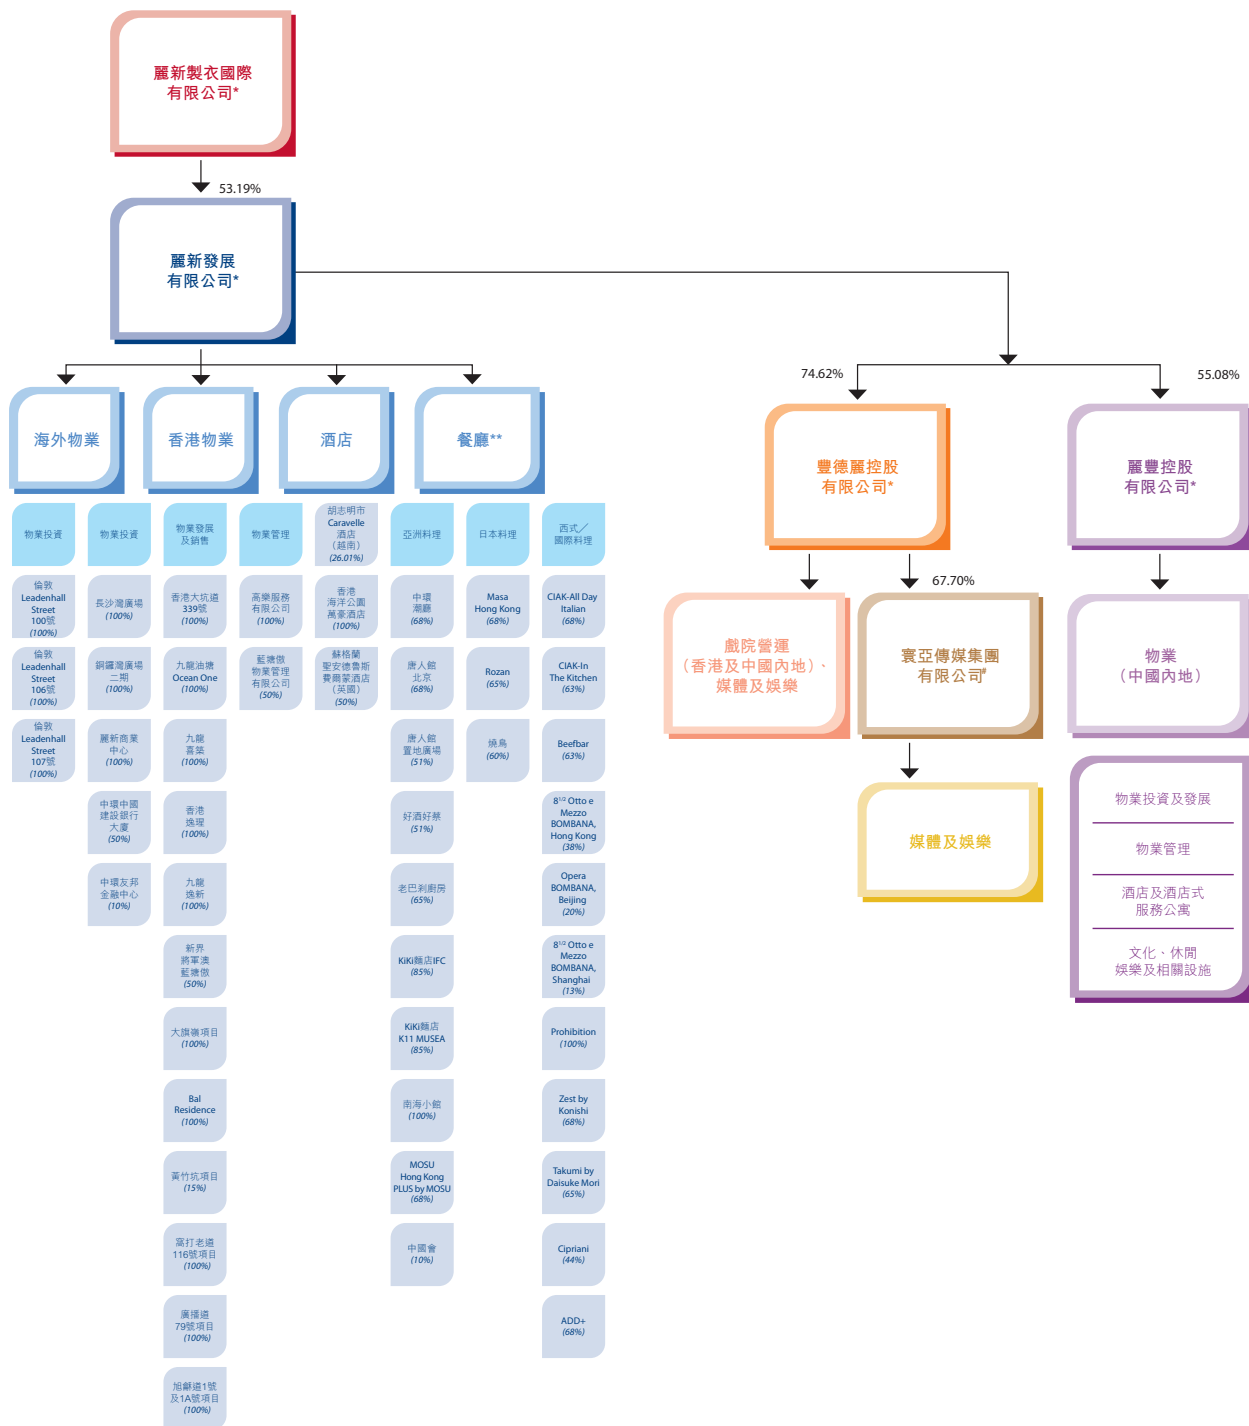 麗新製衣國際
有限公司*
53.19%
麗新發展
有限公司*
74.62%
55.08%
海外物業
香港物業
酒店
餐廳**
豐德麗控股
有限公司*
麗豐控股
有限公司*
物業投資
倫敦
Leadenhall
Street
100號
(100%)
倫敦
Leadenhall
Street
106號
(100%)
倫敦
Leadenhall
Street
107號
(100%)
物業投資
長沙灣廣場
(100%)
銅鑼灣廣場
二期
(100%)
麗新商業
中心
(100%)
中環中國
建設銀行
大廈
(50%)
中環友邦
金融中心
(10%)
物業發展
及銷售
香港大坑道
339號
(100%)
九龍油塘
Ocean One
(100%)
九龍
喜築
(100%)
香港
逸瑆
(100%)
九龍
逸新
(100%)
新界
將軍澳
藍塘傲
(50%)
大旗嶺項目
(100%)
Bal
Residence
(100%)
黃竹坑項目
(15%)
窩打老道
116號項目
(100%)
廣播道
79號項目
(100%)
旭龢道1號
及1A號項目
(100%)
物業管理
高樂服務
有限公司
(100%)
藍塘傲
物業管理
有限公司
(50%)
胡志明市
Caravelle
酒店
（越南）
(26.01%)
香港
海洋公園
萬豪酒店
(100%)
蘇格蘭
聖安德魯斯
費爾蒙酒店
（英國）
(50%)
亞洲料理
中環
潮廳
(68%)
唐人館
北京
(68%)
唐人館
置地廣場
(51%)
好酒好蔡
(51%)
老巴刹廚房
(65%)
KiKi麵店IFC
(85%)
KiKi麵店
K11 MUSEA
(85%)
南海小館
(100%)
MOSU
Hong Kong
PLUS by MOSU
(68%)
中國會
(10%)
日本料理
Masa
Hong Kong
(68%)
Rozan
(65%)
燒鳥
(60%)
西式／
國際料理
CIAK-All Day
Italian
(68%)
CIAK-In
The Kitchen
(63%)
Beefbar
(63%)
8¹/² Otto e
Mezzo
BOMBANA,
Hong Kong
(38%)
Opera
BOMBANA,
Beijing
(20%)
8¹/² Otto e
Mezzo
BOMBANA,
Shanghai
(13%)
Prohibition
(100%)
Zest by
Konishi
(68%)
Takumi by
Daisuke Mori
(65%)
Cipriani
(44%)
ADD+
(68%)
67.70%
戲院營運
（香港及中國內地）、
媒體及娛樂
寰亞傳媒集團
有限公司#
媒體及娛樂
物業
（中國內地）
物業投資及發展
物業管理
酒店及酒店式
服務公寓
文化、休閒
娛樂及相關設施